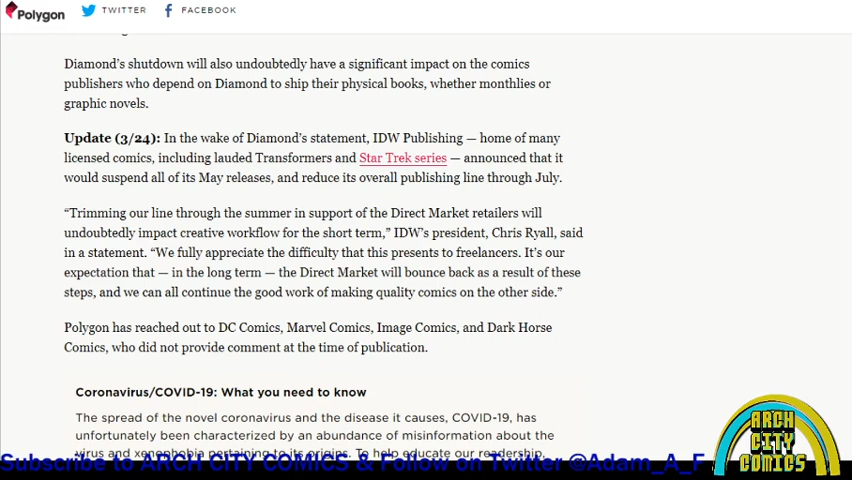 Polygon TWITTER FACEBOOK
Diamond’s shutdown will also undoubtedly have a significant impact on the comics
publishers who depend on Diamond to ship their physical books, whether monthlies or
graphic novels.
Update (3/24): In the wake of Diamond’s statement, IDW Publishing — home of many
licensed comics, including lauded Transformers and Star Trek series — announced that it
would suspend all of its May releases, and reduce its overall publishing line through July.
“Trimming our line through the summer in support of the Direct Market retailers will
undoubtedly impact creative workflow for the short term,” IDW’s president, Chris Ryall, said
in a statement. “We fully appreciate the difficulty that this presents to freelancers. It’s our
expectation that — in the long term — the Direct Market will bounce back as a result of these
steps, and we can all continue the good work of making quality comics on the other side.”
Polygon has reached out to DC Comics, Marvel Comics, Image Comics, and Dark Horse
Comics, who did not provide comment at the time of publication.
Coronavirus/COVID-19: What you need to know
The spread of the novel coronavirus and the disease it causes, COVID-19, has
unfortunately been characterized by an abundance of misinformation about the
virus and xenophobia pertaining to its origins. To help educate our readership,
Subscribe to ARCH CITY COMICS & Follow on Twitter @Adam_A_F
ARCH
CITY
COMICS